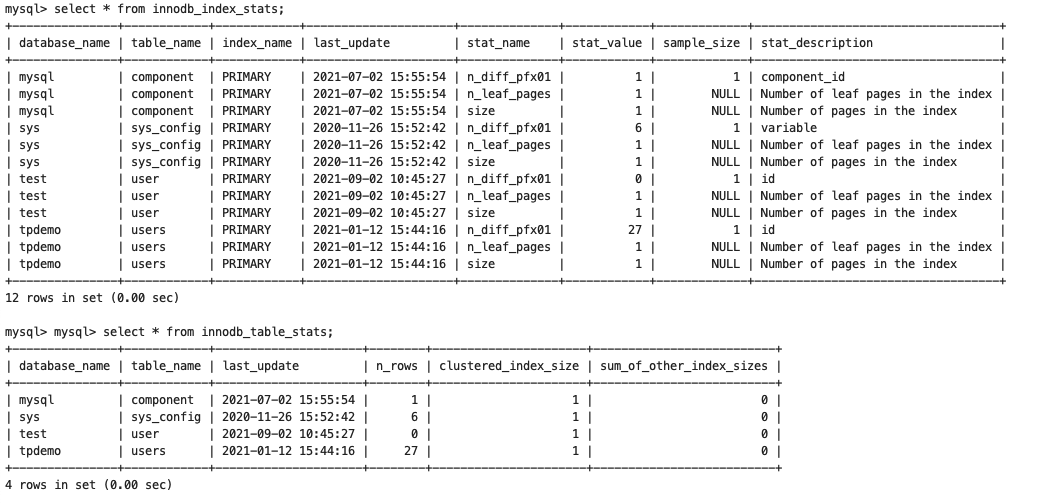 mysql> select * from innodb_index_stats;
+---------------+------------+------------+---------------------+--------------+------------+-------------+-----------------------------------+
| database_name | table_name | index_name | last_update         | stat_name    | stat_value | sample_size | stat_description                  |
+---------------+------------+------------+---------------------+--------------+------------+-------------+-----------------------------------+
| mysql         | component  | PRIMARY    | 2021-07-02 15:55:54 | n_diff_pfx01 |          1 |           1 | component_id                      |
| mysql         | component  | PRIMARY    | 2021-07-02 15:55:54 | n_leaf_pages |          1 |        NULL | Number of leaf pages in the index |
| mysql         | component  | PRIMARY    | 2021-07-02 15:55:54 | size         |          1 |        NULL | Number of pages in the index      |
| sys           | sys_config | PRIMARY    | 2020-11-26 15:52:42 | n_diff_pfx01 |          6 |           1 | variable                          |
| sys           | sys_config | PRIMARY    | 2020-11-26 15:52:42 | n_leaf_pages |          1 |        NULL | Number of leaf pages in the index |
| sys           | sys_config | PRIMARY    | 2020-11-26 15:52:42 | size         |          1 |        NULL | Number of pages in the index      |
| test          | user       | PRIMARY    | 2021-09-02 10:45:27 | n_diff_pfx01 |          0 |           1 | id                                |
| test          | user       | PRIMARY    | 2021-09-02 10:45:27 | n_leaf_pages |          1 |        NULL | Number of leaf pages in the index |
| test          | user       | PRIMARY    | 2021-09-02 10:45:27 | size         |          1 |        NULL | Number of pages in the index      |
| tpdemo        | users      | PRIMARY    | 2021-01-12 15:44:16 | n_diff_pfx01 |         27 |           1 | id                                |
| tpdemo        | users      | PRIMARY    | 2021-01-12 15:44:16 | n_leaf_pages |          1 |        NULL | Number of leaf pages in the index |
| tpdemo        | users      | PRIMARY    | 2021-01-12 15:44:16 | size         |          1 |        NULL | Number of pages in the index      |
+---------------+------------+------------+---------------------+--------------+------------+-------------+-----------------------------------+
12 rows in set (0.00 sec)
mysql> mysql> select * from innodb_table_stats;
+---------------+------------+---------------------+--------+----------------------+--------------------------+
| database_name | table_name | last_update         | n_rows | clustered_index_size | sum_of_other_index_sizes |
+---------------+------------+---------------------+--------+----------------------+--------------------------+
| mysql         | component  | 2021-07-02 15:55:54 |      1 |                    1 |                        0 |
| sys           | sys_config | 2020-11-26 15:52:42 |      6 |                    1 |                        0 |
| test          | user       | 2021-09-02 10:45:27 |      0 |                    1 |                        0 |
| tpdemo        | users      | 2021-01-12 15:44:16 |     27 |                    1 |                        0 |
+---------------+------------+---------------------+--------+----------------------+--------------------------+
4 rows in set (0.00 sec)